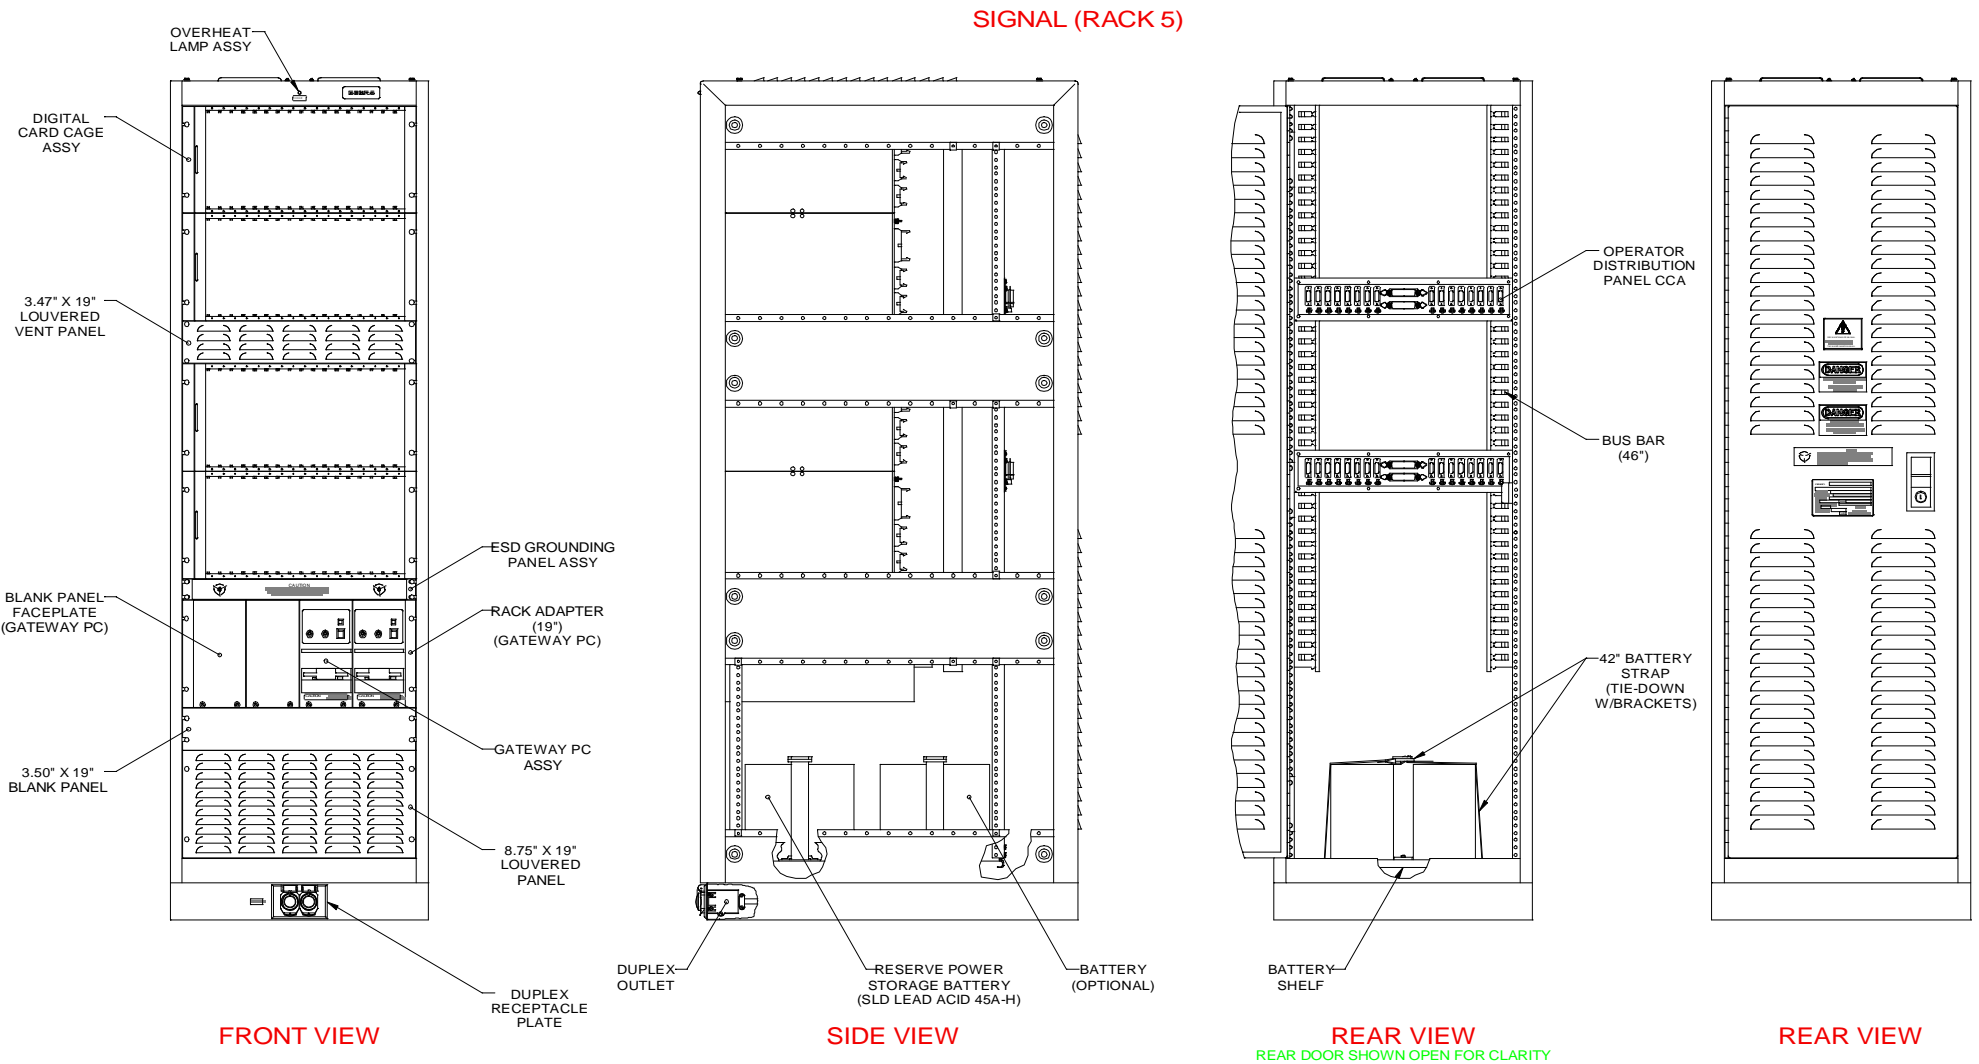 SIGNAL (RACK 5)
OVERHEAT
LAMP ASSY
DIGITAL
CARD CAGE
ASSY
3.47" X 19"
LOUVERED
VENT PANEL
BLANK PANEL
FACEPLATE
(GATEWAY PC)
3.50" X 19"
BLANK PANEL
CAUTION
ESD GROUNDING
PANEL ASSY
RACK ADAPTER
(19")
(GATEWAY PC)
GATEWAY PC
ASSY
8.75" X 19"
LOUVERED
PANEL
DUPLEX
RECEPTACLE
PLATE
FRONT VIEW
DUPLEX
OUTLET
RESERVE POWER
STORAGE BATTERY
(SLD LEAD ACID 45A-H)
BATTERY
(OPTIONAL)
SIDE VIEW
OPERATOR
DISTRIBUTION
PANEL CCA
BUS BAR
(46")
42" BATTERY
STRAP
(TIE-DOWN
W/BRACKETS)
BATTERY
SHELF
REAR VIEW
REAR DOOR SHOWN OPEN FOR CLARITY
DANGER
DANGER
REAR VIEW